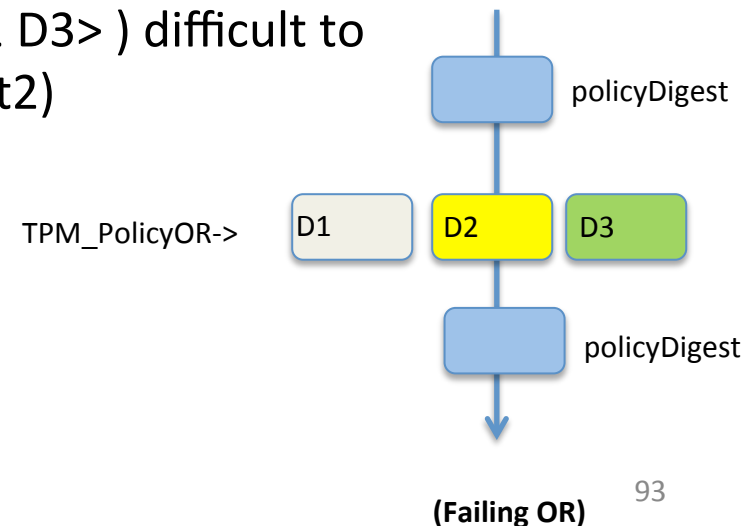 D3> ) difficult to
t2)
policyDigest
TPM_PolicyOR->
D1
D2
D3
policyDigest
(Failing OR)
93